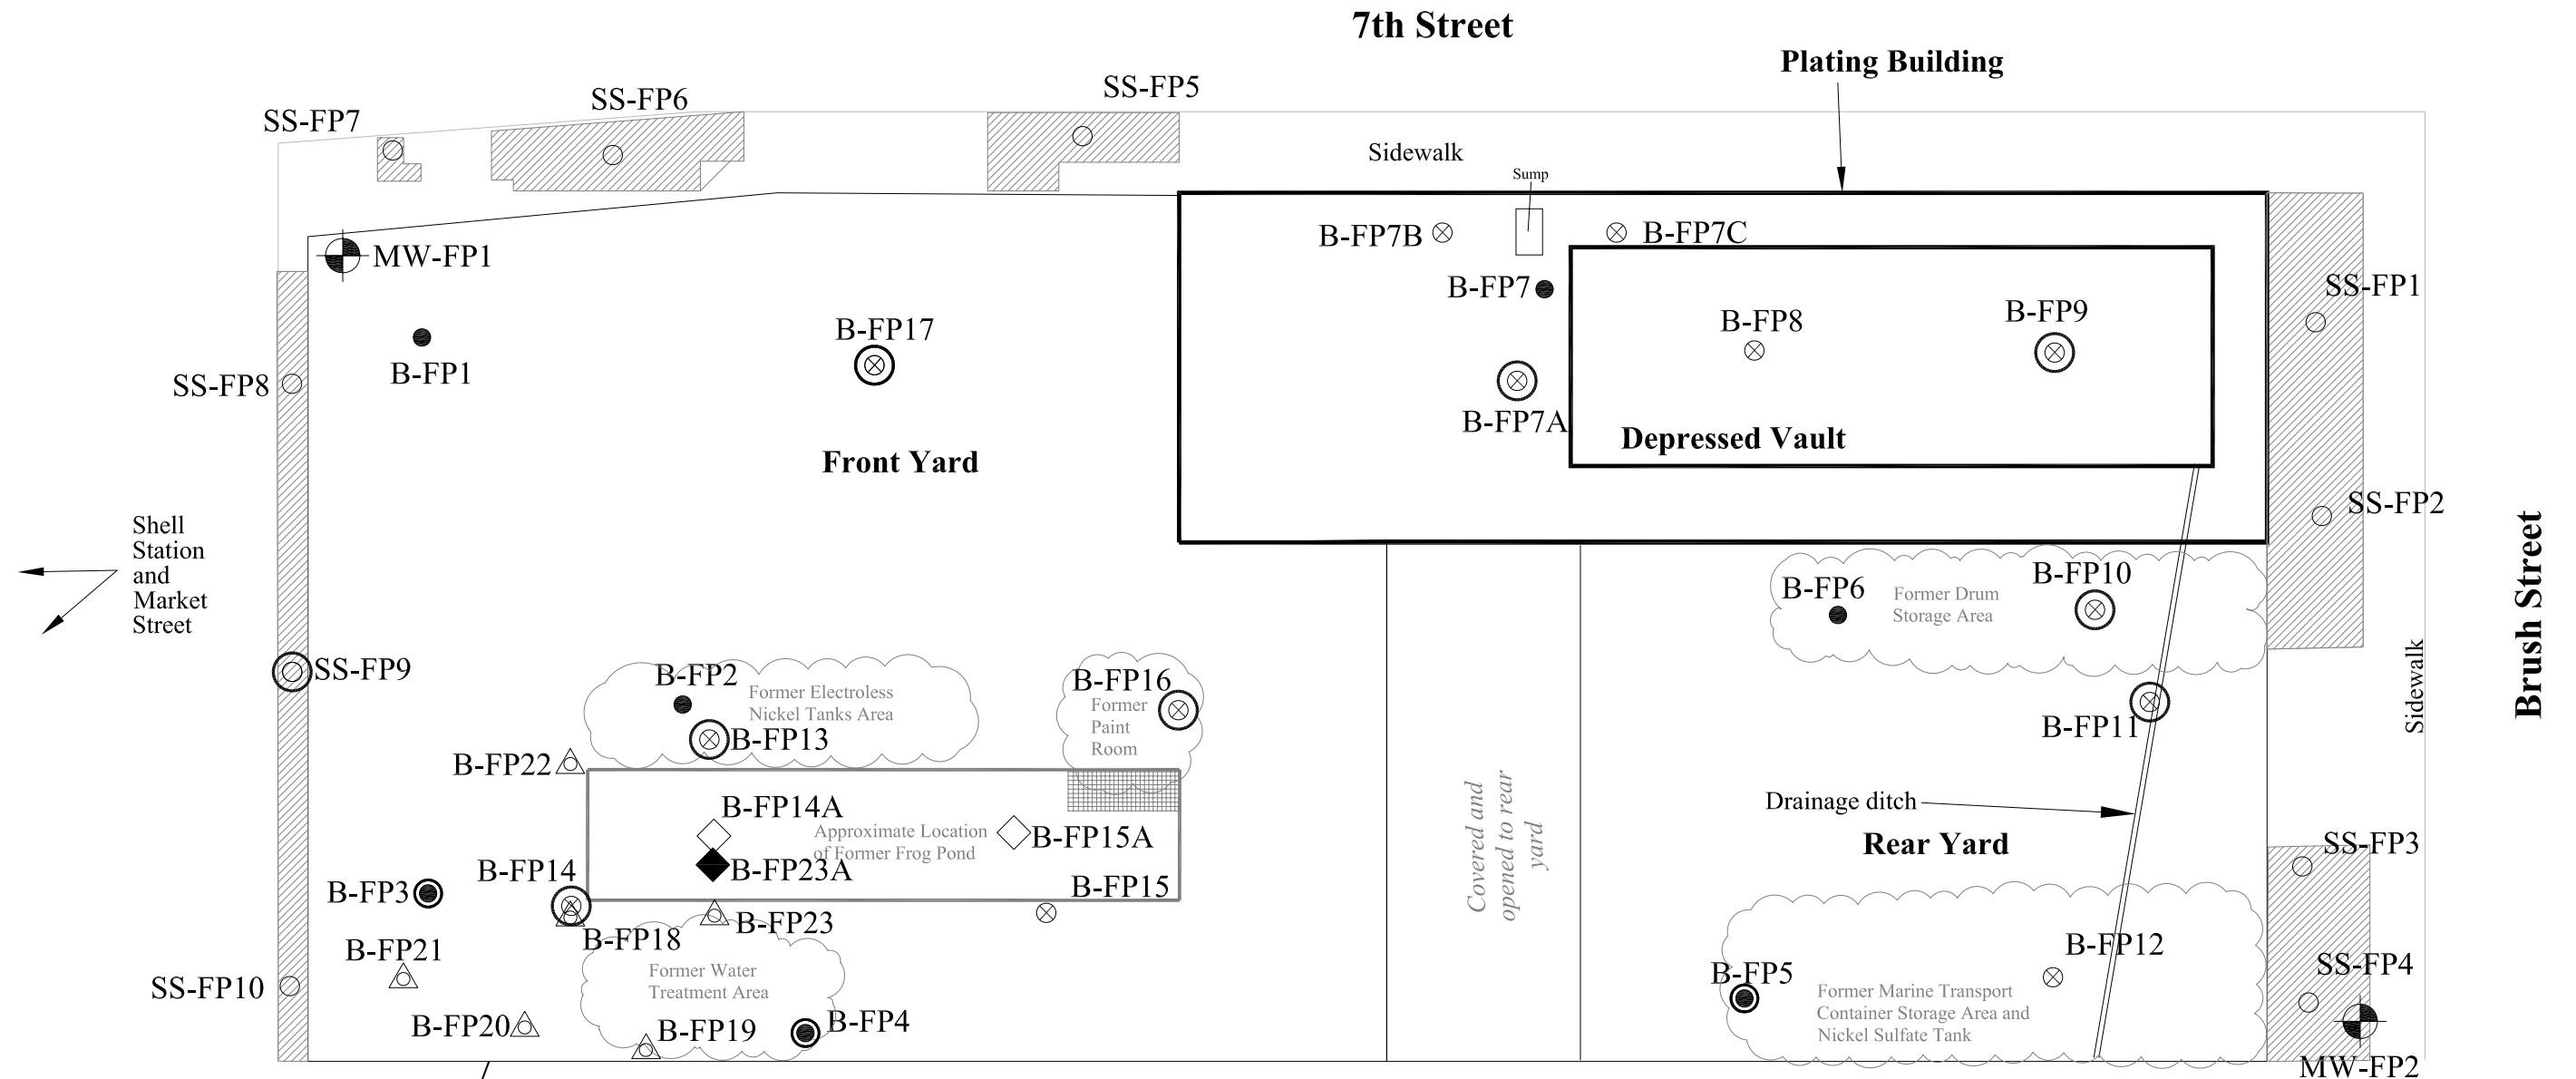 7th Street
Plating Building
SS-FP5
SS-FP6
SS-FP7
Sidewalk
Sump
B-FP7B
B-FP7C
MW-FP1
B-FP7
SS-FP1
B-FP17
B-FP8
B-FP9
B-FP1
SS-FP8
B-FP7A
Depressed Vault
Front Yard
SS-FP2
Shell
Station
and
Market
Street
Brush Street
Sidewalk
B-FP6
Former Drum
Storage Area
B-FP10
SS-FP9
B-FP2
Former Electroless
Nickel Tanks Area
B-FP13
B-FP16
Former
Paint
Room
B-FP11
B-FP22
B-FP14A
Approximate Location
of Former Frog Pond
B-FP15A
B-FP23A
B-FP15
Covered and
opened to rear
yard
Drainage ditch
Rear Yard
SS-FP3
B-FP14
B-FP3
B-FP23
B-FP18
B-FP21
Former Water
Treatment Area
SS-FP10
B-FP20
B-FP19
B-FP4
B-FP12
B-FP5
Former Marine Transport
Container Storage Area and
Nickel Sulfate Tank
SS-FP4
MW-FP2